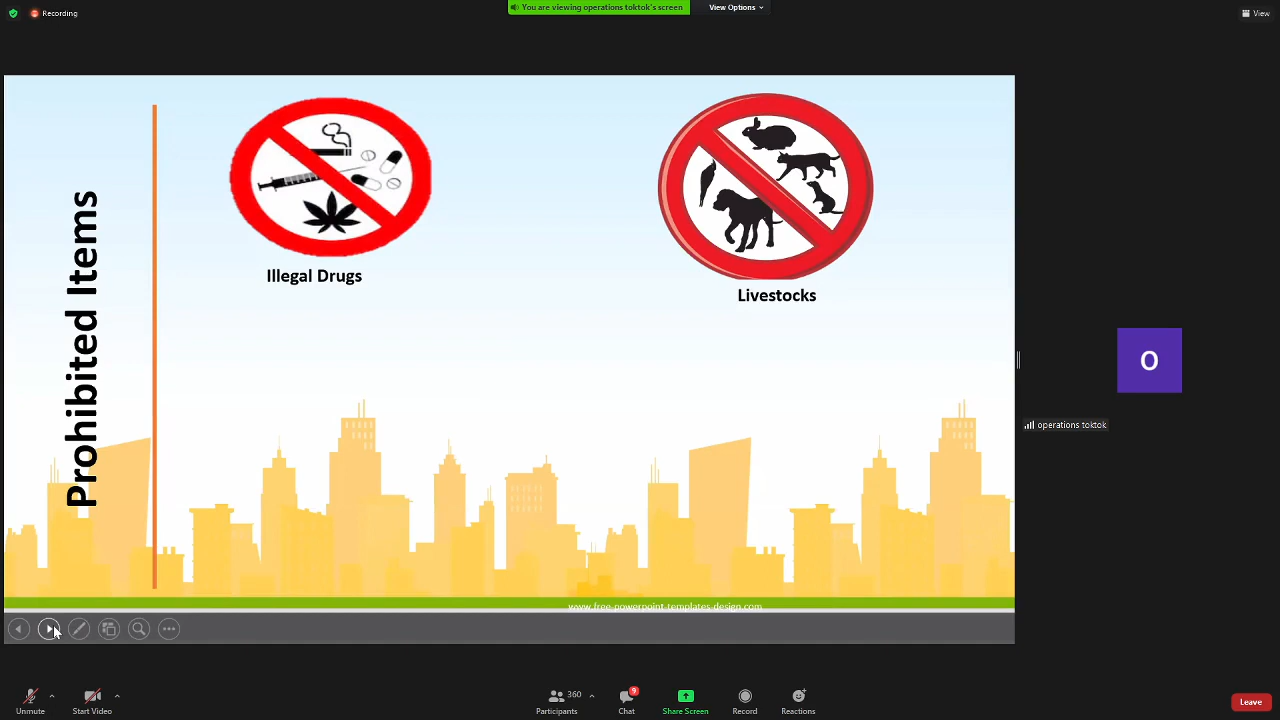 Recording
You are viewing operations toktok's screen
View Options
View
Prohibited Items
Illegal Drugs
Livestocks
www.free-powerpoint-templates-design.com
O
operations toktok
Unmute
Start Video
360
Participants
9
Chat
Share Screen
Record
Reactions
Leave